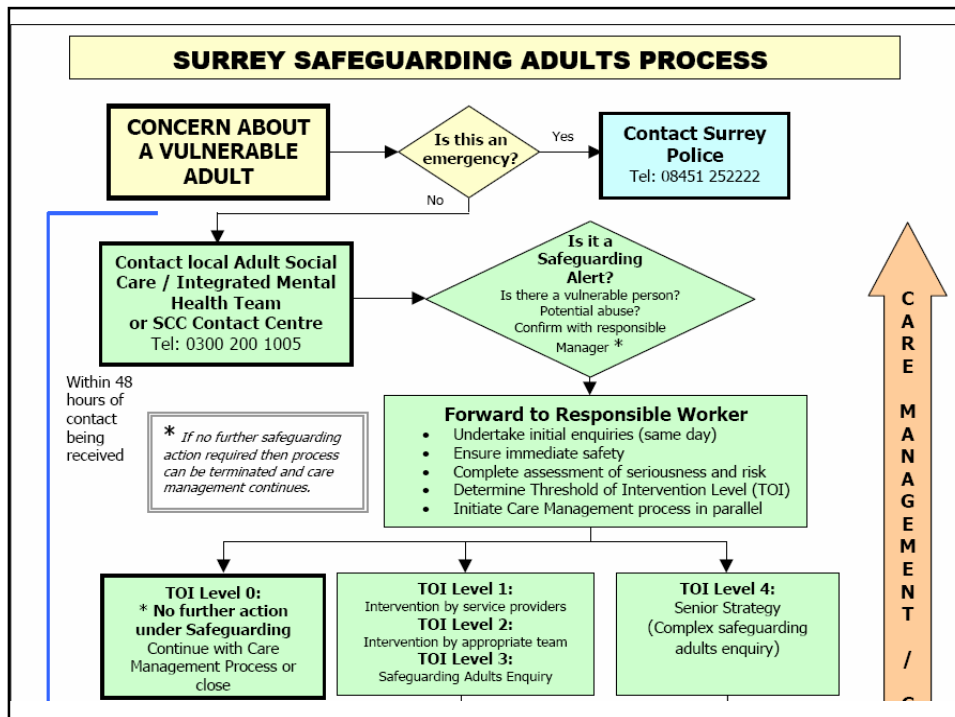 SURREY SAFEGUARDING ADULTS PROCESS
CONCERN ABOUT
A VULNERABLE
ADULT
Is this an
emergency?
Yes
Contact Surrey
Police
Tel: 08451 252222
No
Contact local Adult Social
Care / Integrated Mental
Health Team
or SCC Contact Centre
Tel: 0300 200 1005
Is it a
Safeguarding
Alert?
Is there a vulnerable person?
Potential abuse?
Confirm with responsible
Manager *
Within 48
hours of
contact
being
received
* If no further safeguarding
action required then process
can be terminated and care
management continues.
Forward to Responsible Worker
• Undertake initial enquiries (same day)
• Ensure immediate safety
• Complete assessment of seriousness and risk
• Determine Threshold of Intervention Level (TOI)
• Initiate Care Management process in parallel
TOI Level 0:
* No further action
under Safeguarding
Continue with Care
Management Process or
close
TOI Level 1:
Intervention by service providers
TOI Level 2:
Intervention by appropriate team
TOI Level 3:
Safeguarding Adults Enquiry
TOI Level 4:
Senior Strategy
(Complex safeguarding
adults enquiry)
CARE MANAGEMENT /